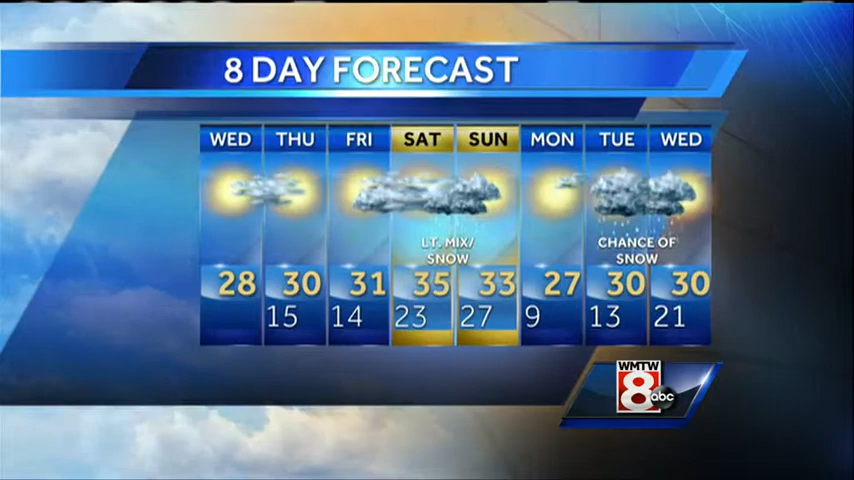 8 DAY FORECAST
WED THU FRI SAT SUN MON TUE WED
LT. MIX/ CHANCE OF
SNOW SNOW
28 30 31 35 33 27 30 30
15 14 23 27 9 13 21
WMTW
8 abc